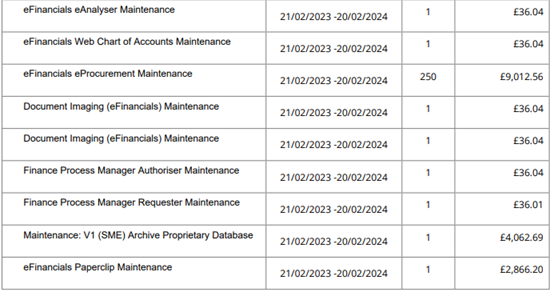 eFinancials eAnalyser Maintenance 21/02/2023 -20/02/2024 1 £36.04
eFinancials Web Chart of Accounts Maintenance 21/02/2023 -20/02/2024 1 £36.04
eFinancials eProcurement Maintenance 21/02/2023 -20/02/2024 250 £9,012.56
Document Imaging (eFinancials) Maintenance 21/02/2023 -20/02/2024 1 £36.04
Document Imaging (eFinancials) Maintenance 21/02/2023 -20/02/2024 1 £36.04
Finance Process Manager Authoriser Maintenance 21/02/2023 -20/02/2024 1 £36.04
Finance Process Manager Requester Maintenance 21/02/2023 -20/02/2024 1 £36.01
Maintenance: V1 (SME) Archive Proprietary Database 21/02/2023 -20/02/2024 1 £4,062.69
eFinancials Paperclip Maintenance 21/02/2023 -20/02/2024 1 £2,866.20